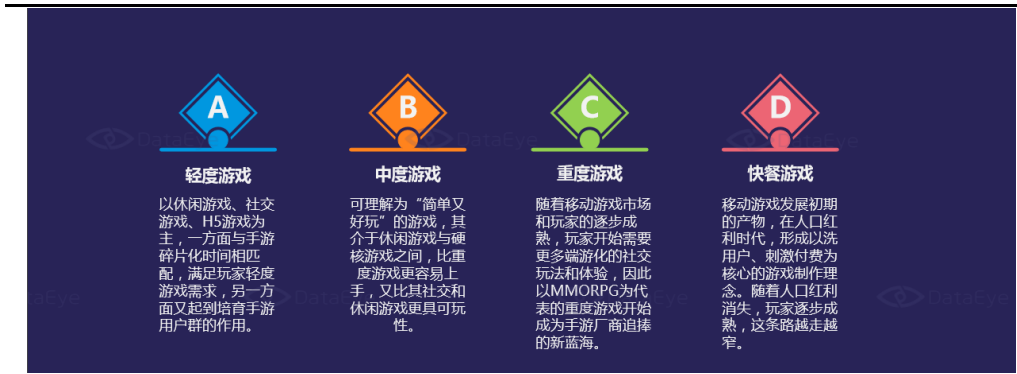 A
轻度游戏
以休闲游戏、社交
游戏、H5游戏为
主，一方面与手游
碎片化时间相匹
配，满足玩家轻度
游戏需求，另一方
面又起到培育手游
用户群的作用。
B
中度游戏
可理解为“简单又
好玩”的游戏，其
介于休闲游戏与硬
核游戏之间，比重
度游戏更容易上
手，又比其社交和
休闲游戏更具可玩
性。
C
重度游戏
随着移动游戏市场
和玩家的逐步成
熟，玩家开始需要
更多端游化的社交
玩法和体验，因此
以MMORPG为代
表的重度游戏开始
成为手游厂商追捧
的新蓝海。
D
快餐游戏
移动游戏发展初期
的产物，在人口红
利时代，形成以洗
用户、刺激付费为
核心的游戏制作理
念。随着人口红利
消失，玩家逐步成
熟，这条路越走越
窄。
DataEye
DataEye
DataEye
taEye
DataEye
DataEye